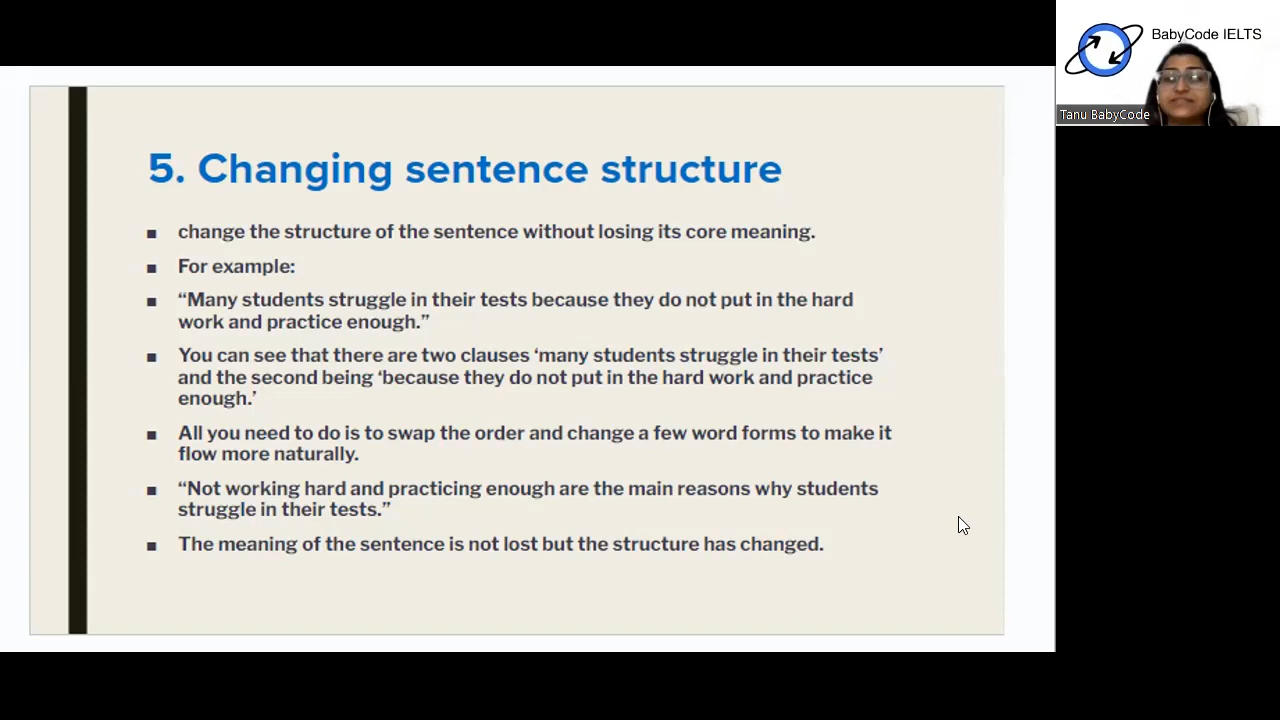 BabyCode IELTS
Tanu BabyCode
5. Changing sentence structure
change the structure of the sentence without losing its core meaning.
For example:
“Many students struggle in their tests because they do not put in the hard
work and practice enough.”
You can see that there are two clauses ‘many students struggle in their tests’
and the second being ‘because they do not put in the hard work and practice
enough.’
All you need to do is to swap the order and change a few word forms to make it
flow more naturally.
“Not working hard and practicing enough are the main reasons why students
struggle in their tests.”
The meaning of the sentence is not lost but the structure has changed.